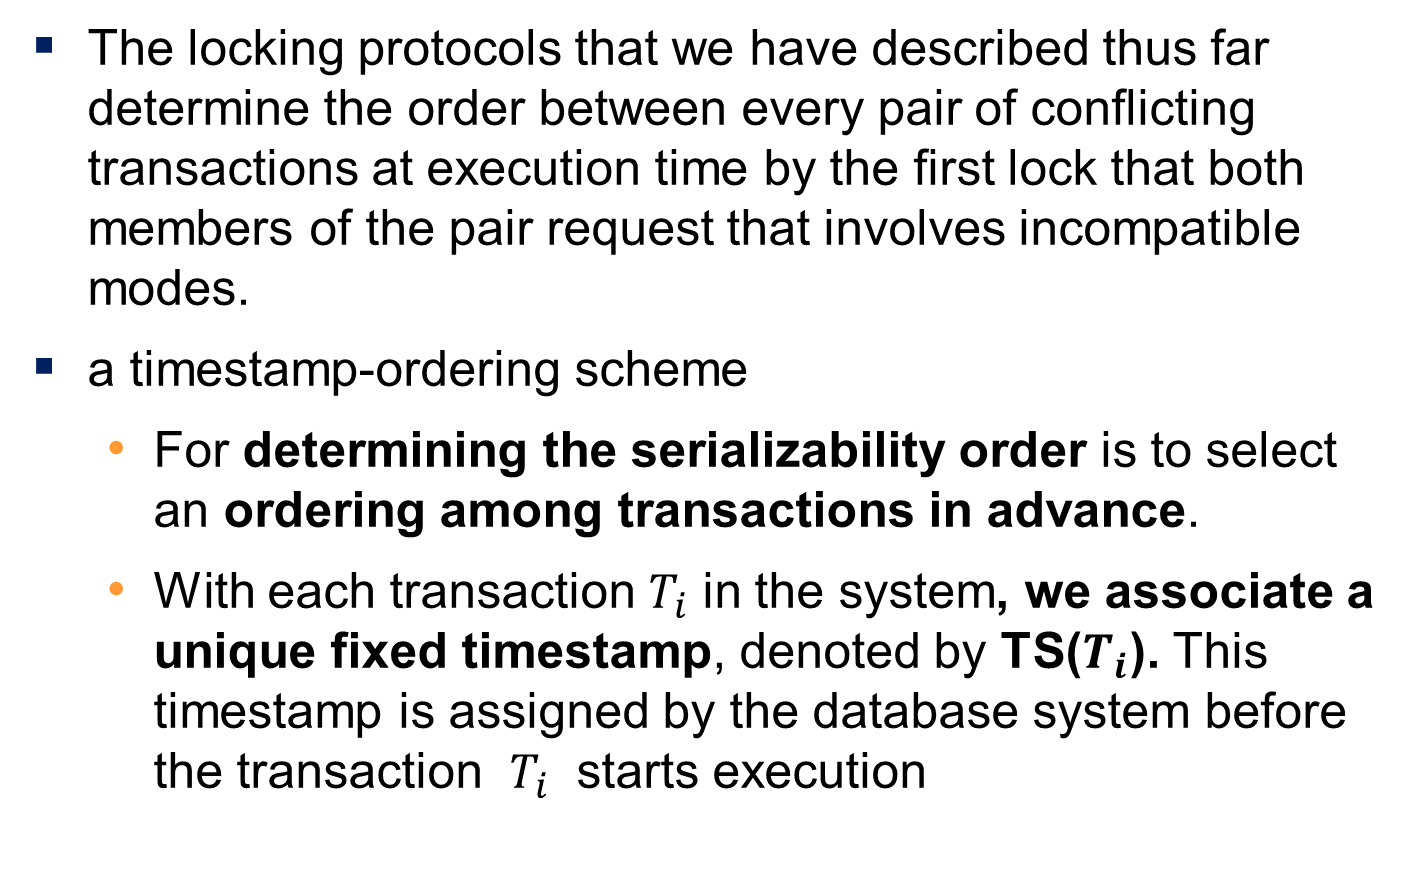 The locking protocols that we have described thus far
determine the order between every pair of conflicting
transactions at execution time by the first lock that both
members of the pair request that involves incompatible
modes.
a timestamp-ordering scheme
For determining the serializability order is to select
an ordering among transactions in advance.
With each transaction Tᵢ in the system, we associate a
unique fixed timestamp, denoted by TS(Tᵢ). This
timestamp is assigned by the database system before
the transaction Tᵢ starts execution